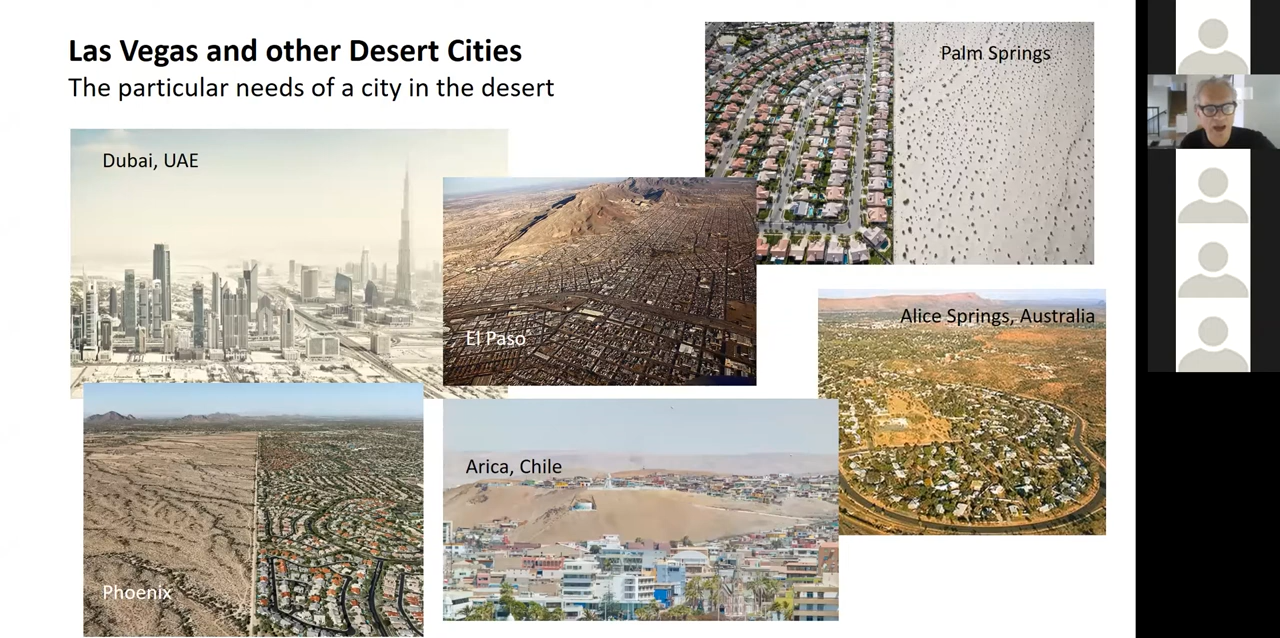 Las Vegas and other Desert Cities
The particular needs of a city in the desert
Palm Springs
Dubai, UAE
El Paso
Alice Springs, Australia
Arica, Chile
Phoenix